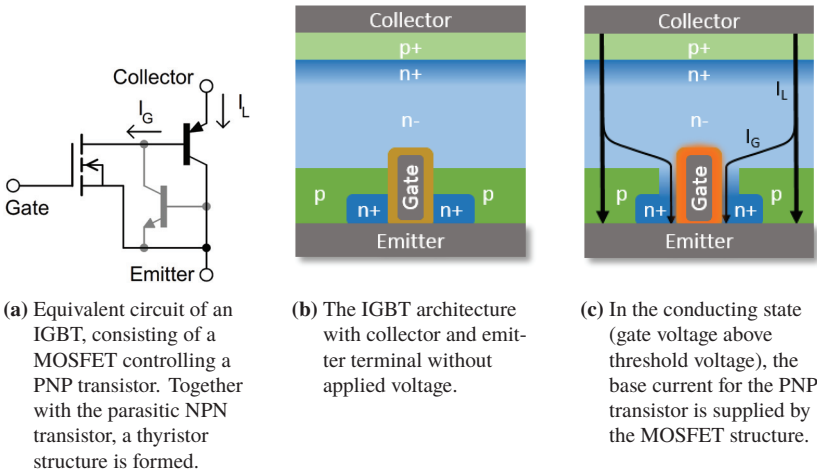 Collector
I_G
I_L
Gate
Emitter
Collector
p+
n+
n-
p
Gate
p
n+
n+
Emitter
Collector
p+
n+
I_L
n-
I_G
p
Gate
p
n+
n+
Emitter
(a) Equivalent circuit of an
IGBT, consisting of a
MOSFET controlling a
PNP transistor. Together
with the parasitic NPN
transistor, a thyristor
structure is formed.
(b) The IGBT architecture
with collector and emit-
ter terminal without
applied voltage.
(c) In the conducting state
(gate voltage above
threshold voltage), the
base current for the PNP
transistor is supplied by
the MOSFET structure.